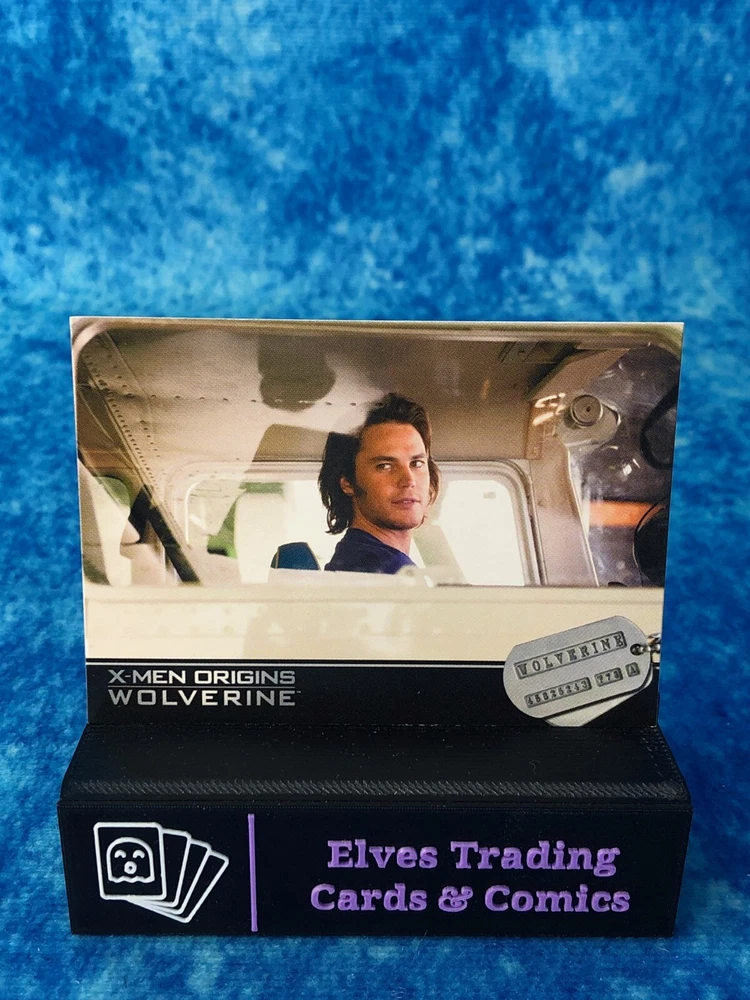 X-MEN ORIGINS
WOLVERINE
WOLVERINE
Elves Trading
Cards & Comics